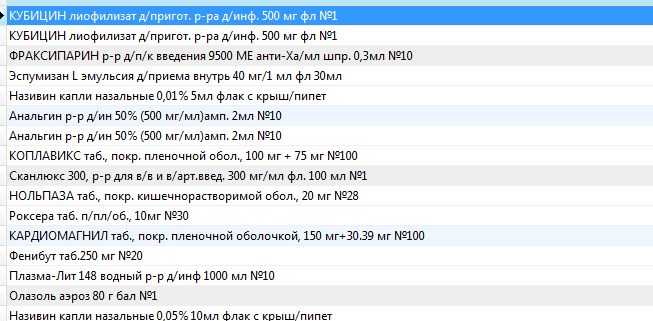 КУБИЦИН лиофилизат д/пригот. р-ра д/инф. 500 мг фл №1
КУБИЦИН лиофилизат д/пригот. р-ра д/инф. 500 мг фл №1
ФРАКСИПАРИН р-р д/п/к введения 9500 МЕ анти-Ха/мл шпр. 0,3мл №10
Эспумизан L эмульсия д/приема внутрь 40 мг/1 мл фл 30мл
Називин капли назальные 0,01% 5мл флак с крыш/пипет
Анальгин р-р д/ин 50% (500 мг/мл)амп. 2мл №10
Анальгин р-р д/ин 50% (500 мг/мл)амп. 2мл №10
КОПЛАВИКС таб., покр. пленочной обол., 100 мг + 75 мг №100
Сканлюкс 300, р-р для в/в и в/арт.введ. 300 мг/мл фл. 100 мл №1
НОЛЬПАЗА таб., покр. кишечнорастворимой обол., 20 мг №28
Роксера таб. п/пл/об., 10мг №30
КАРДИОМАГНИЛ таб., покр. пленочной оболочкой, 150 мг+30.39 мг №100
Фенибут таб.250 мг №20
Плазма-Лит 148 водный р-р д/инф 1000 мл №10
Олазоль аэроз 80 г бал №1
Називин капли назальные 0,05% 10мл флак с крыш/пипет